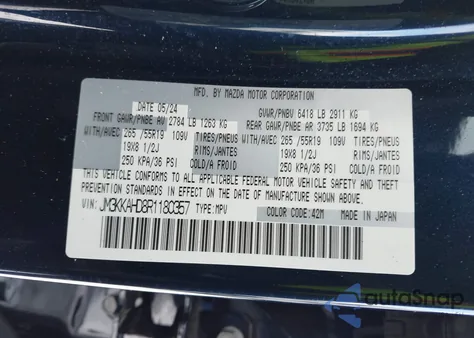 MFD. BY MAZDA MOTOR CORPORATION
DATE 05/24 GVWR/PNBV 6418 LB 2911 KG
FRONT GAWR/PNBE AV 2784 LB 1263 KG REAR GAWR/PNBE AR 3735 LB 1694 KG
WITH/AVEC 265 /55R19 109V TIRES/PNEUS WITH/AVEC 265 /55R19 109V TIRES/PNEUS
19X8 1/2J RIMS/JANTES 19X8 1/2J RIMS/JANTES
250 KPA/36 PSI COLD/A FROID 250 KPA/36 PSI COLD/A FROID
THIS VEHICLE CONFORMS TO ALL APPLICABLE FEDERAL MOTOR VEHICLE SAFETY AND THEFT
PREVENTION STANDARDS IN EFFECT ON THE DATE OF MANUFACTURE SHOWN ABOVE.
VIN: JM3KKAHD8R1180357 TYPE: MPV COLOR CODE: 42M MADE IN JAPAN
autoSnap